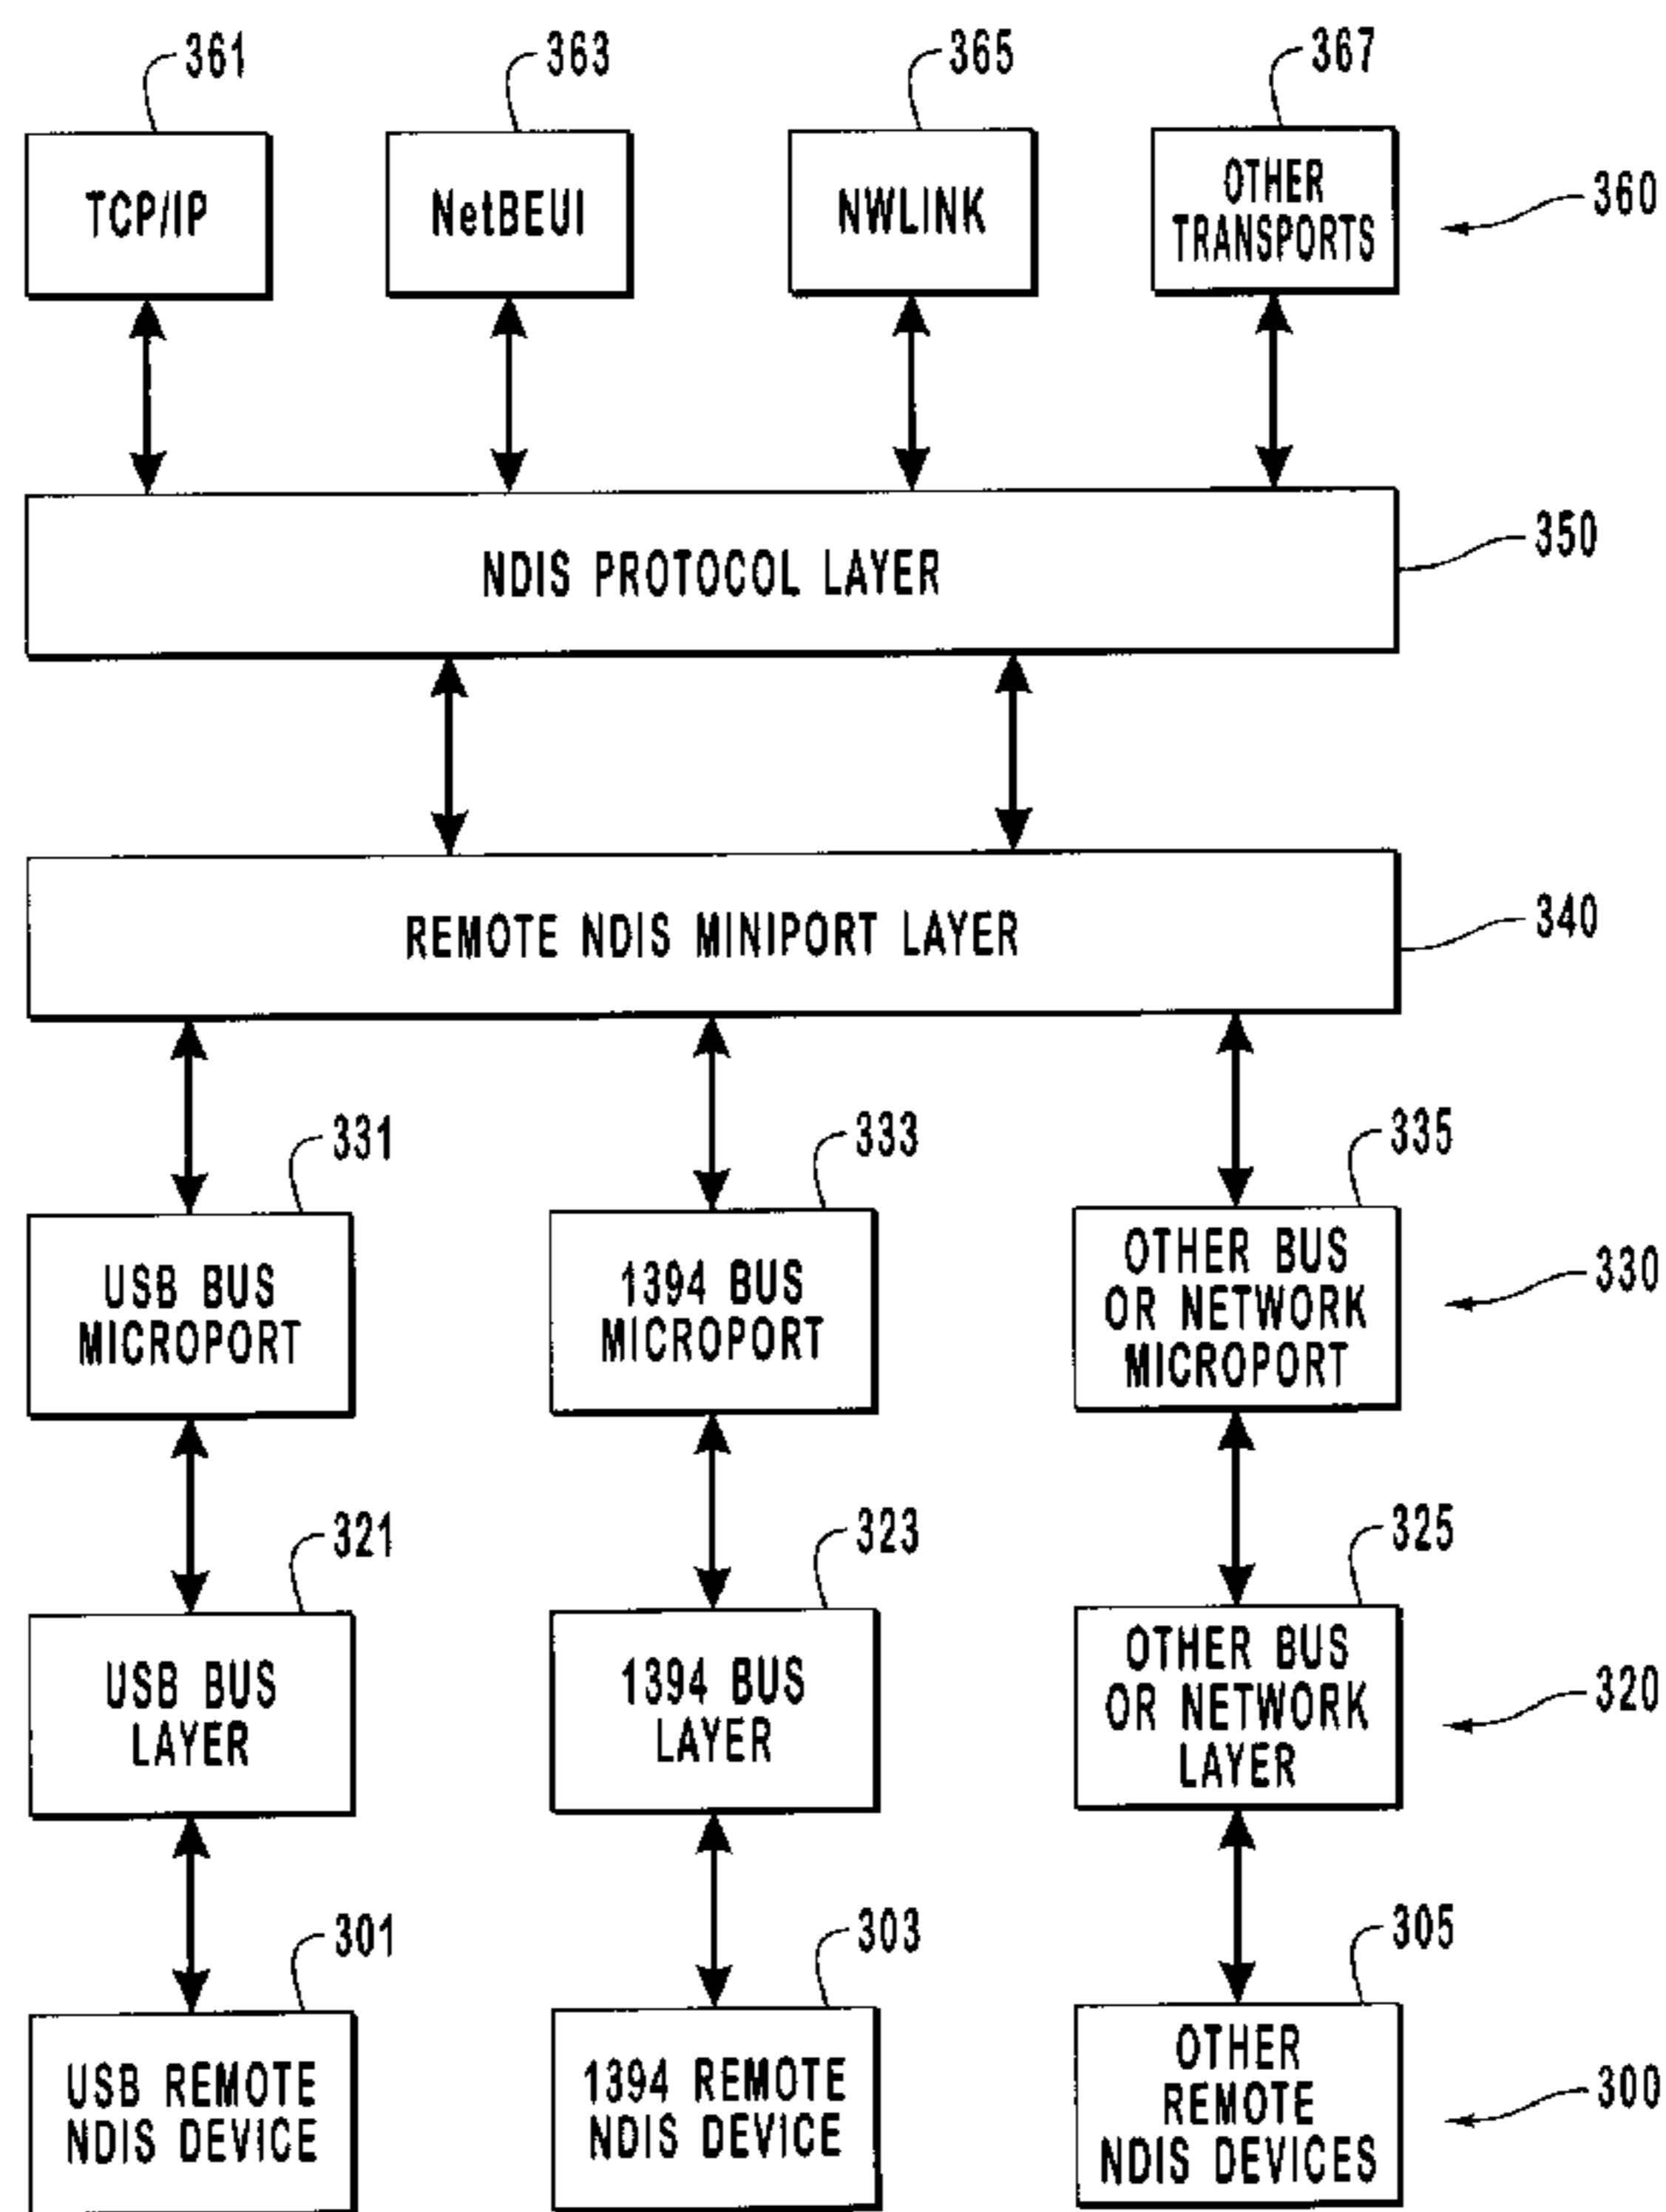 361
363
365
367
TCP/IP
NetBEUI
NWLINK
OTHER
TRANSPORTS
360
NDIS PROTOCOL LAYER
350
REMOTE NDIS MINIPORT LAYER
340
331
333
335
USB BUS
MICROPORT
1394 BUS
MICROPORT
OTHER BUS
OR NETWORK
MICROPORT
330
321
323
325
USB BUS
LAYER
1394 BUS
LAYER
OTHER BUS
OR NETWORK
LAYER
320
301
303
305
USB REMOTE
NDIS DEVICE
1394 REMOTE
NDIS DEVICE
OTHER
REMOTE
NDIS DEVICES
300